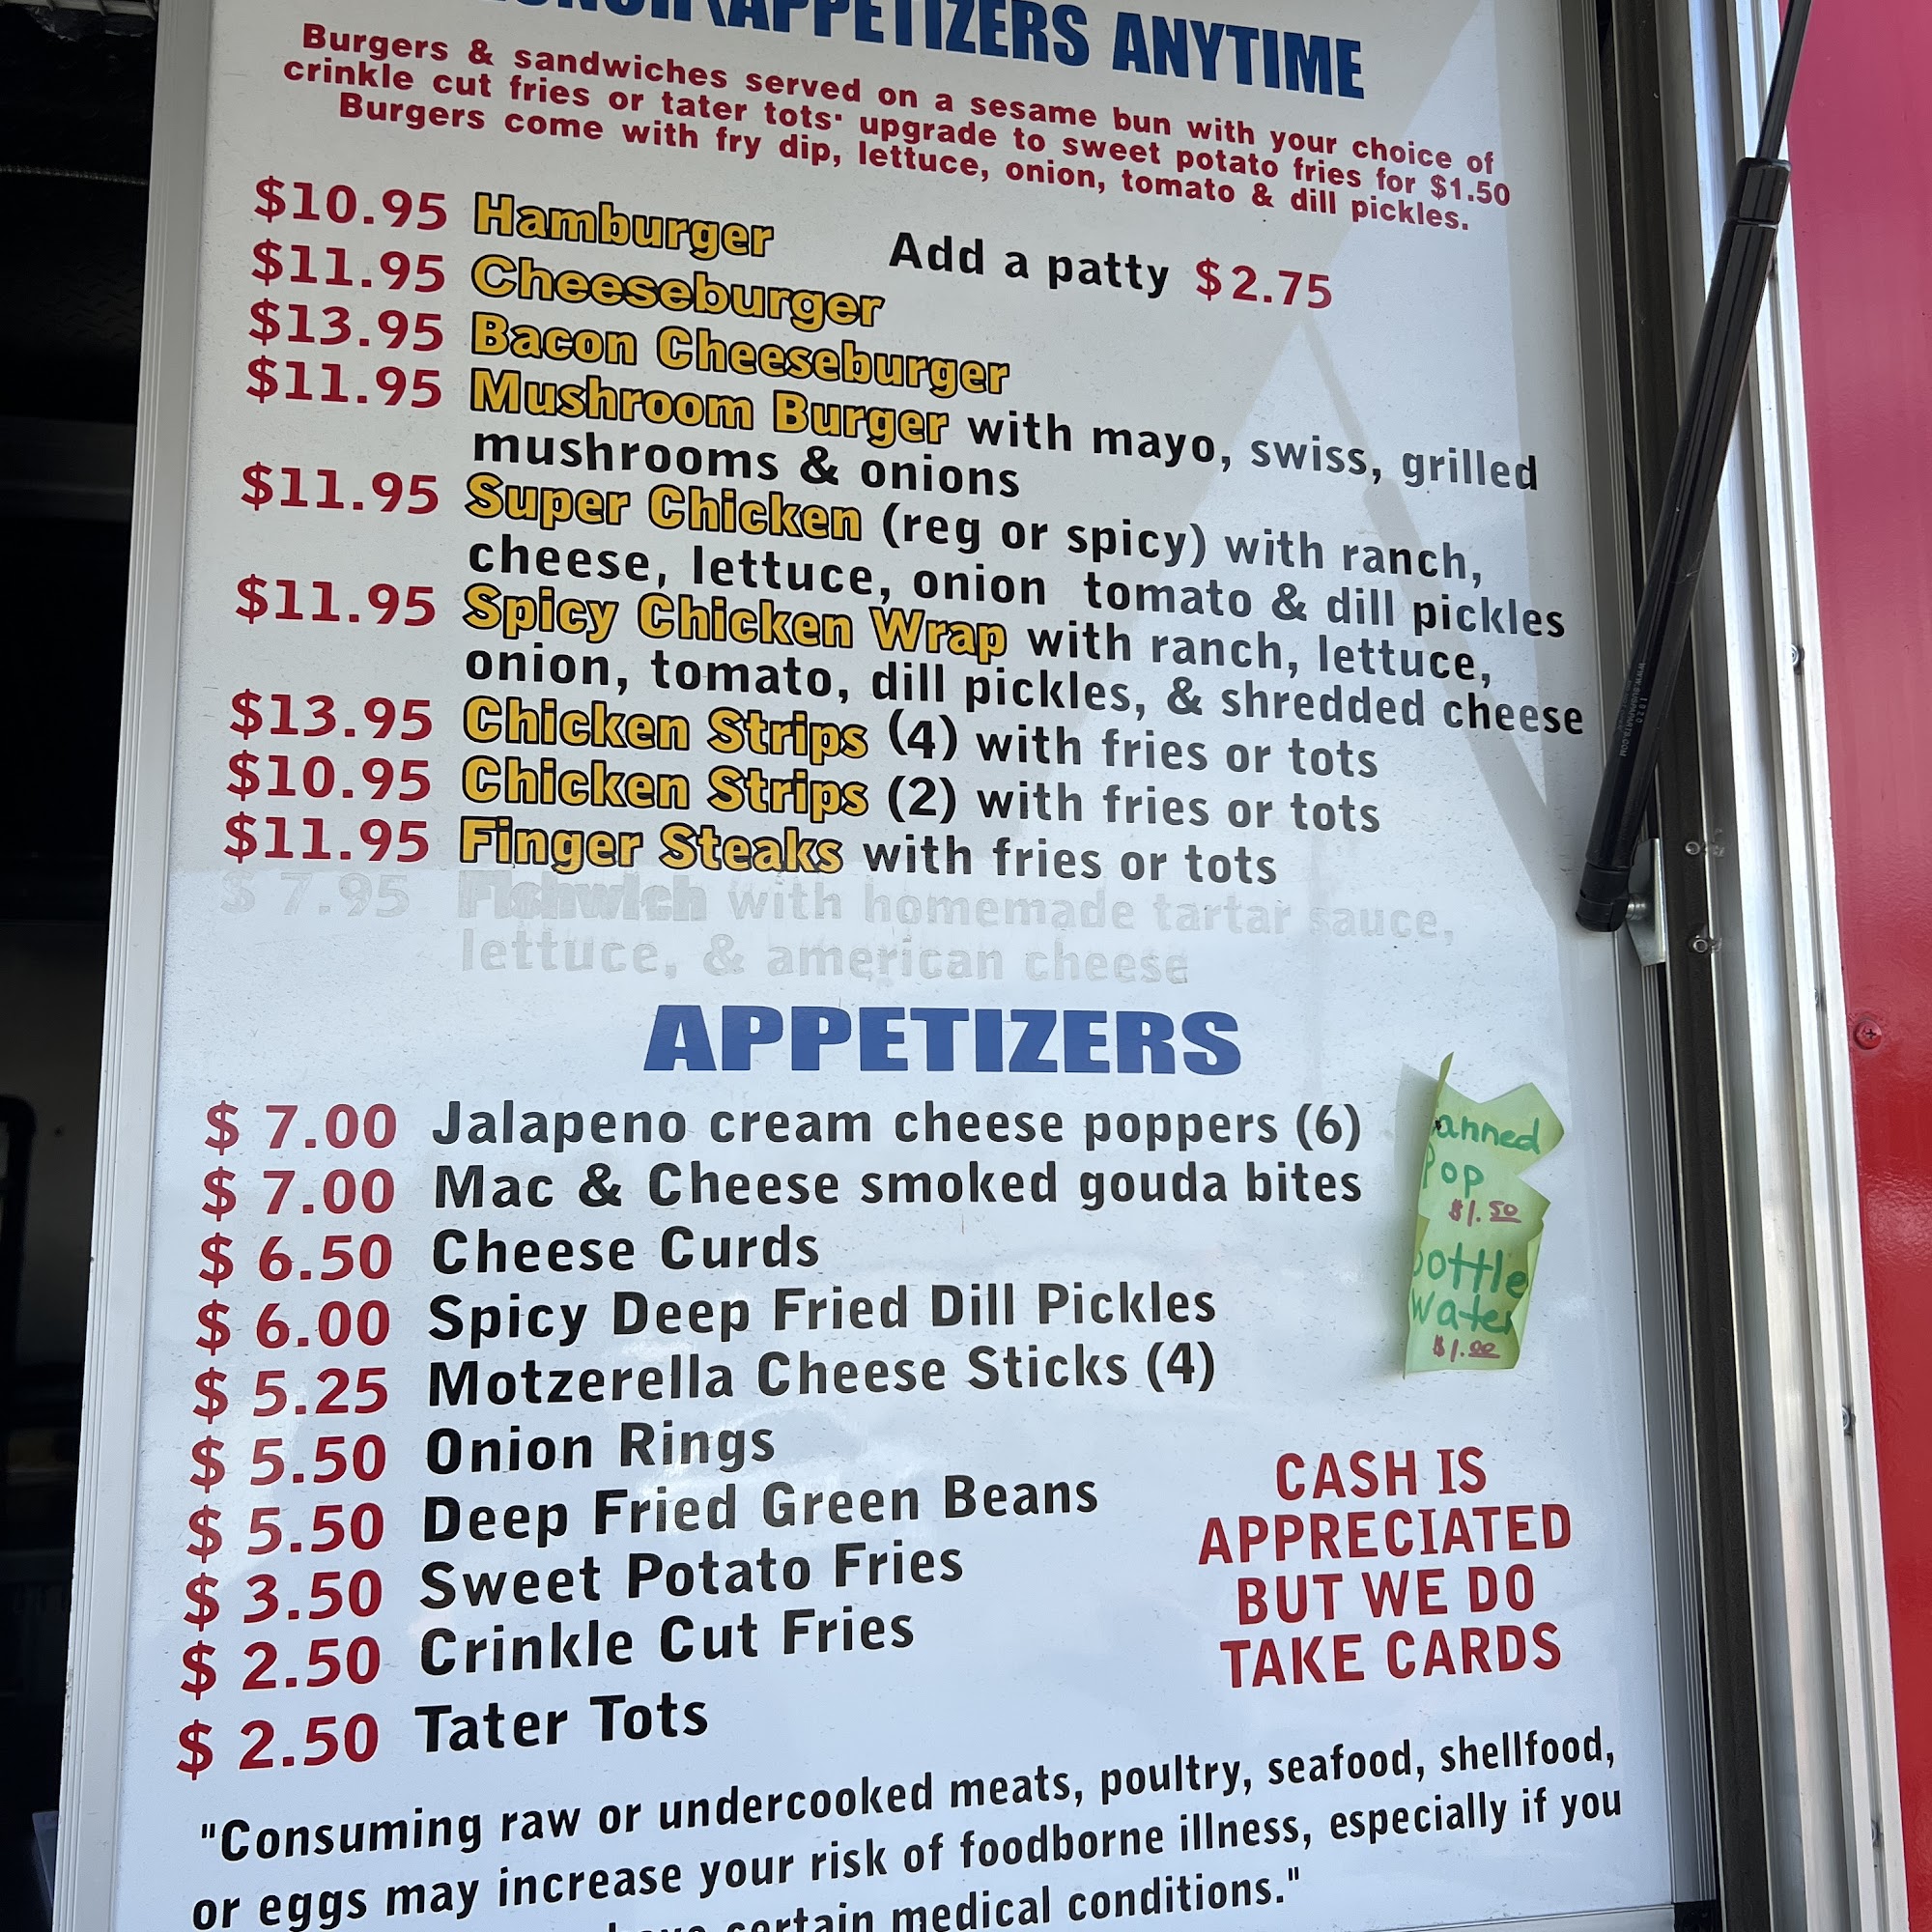 APPETIZERS ANYTIME
Burgers & sandwiches served on a sesame bun with your choice of
crinkle cut fries or tater tots· upgrade to sweet potato fries for $1.50
Burgers come with fry dip, lettuce, onion, tomato & dill pickles.
$10.95 Hamburger Add a patty $2.75
$11.95 Cheeseburger
$13.95 Bacon Cheeseburger
$11.95 Mushroom Burger with mayo, swiss, grilled
mushrooms & onions
$11.95 Super Chicken (reg or spicy) with ranch,
cheese, lettuce, onion tomato & dill pickles
$11.95 Spicy Chicken Wrap with ranch, lettuce,
onion, tomato, dill pickles, & shredded cheese
$13.95 Chicken Strips (4) with fries or tots
$10.95 Chicken Strips (2) with fries or tots
$11.95 Finger Steaks with fries or tots
$ 7.95 Fishwich with homemade tartar sauce,
lettuce, & american cheese
APPETIZERS
$ 7.00 Jalapeno cream cheese poppers (6)
$ 7.00 Mac & Cheese smoked gouda bites
$ 6.50 Cheese Curds
$ 6.00 Spicy Deep Fried Dill Pickles
$ 5.25 Motzerella Cheese Sticks (4)
$ 5.50 Onion Rings
$ 5.50 Deep Fried Green Beans
$ 3.50 Sweet Potato Fries
$ 2.50 Crinkle Cut Fries
$ 2.50 Tater Tots
anned
Pop
$1.50
bottle
water
$1.00
CASH IS
APPRECIATED
BUT WE DO
TAKE CARDS
"Consuming raw or undercooked meats, poultry, seafood, shellfood,
or eggs may increase your risk of foodborne illness, especially if you
have certain medical conditions."